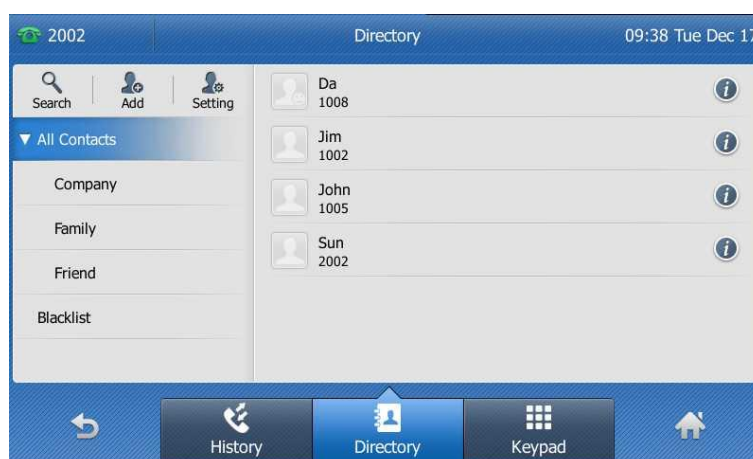 2002
Directory
09:38 Tue Dec 17
Search
Add
Setting
All Contacts
Company
Family
Friend
Blacklist
Da
1008
Jim
1002
John
1005
Sun
2002
History
Directory
Keypad